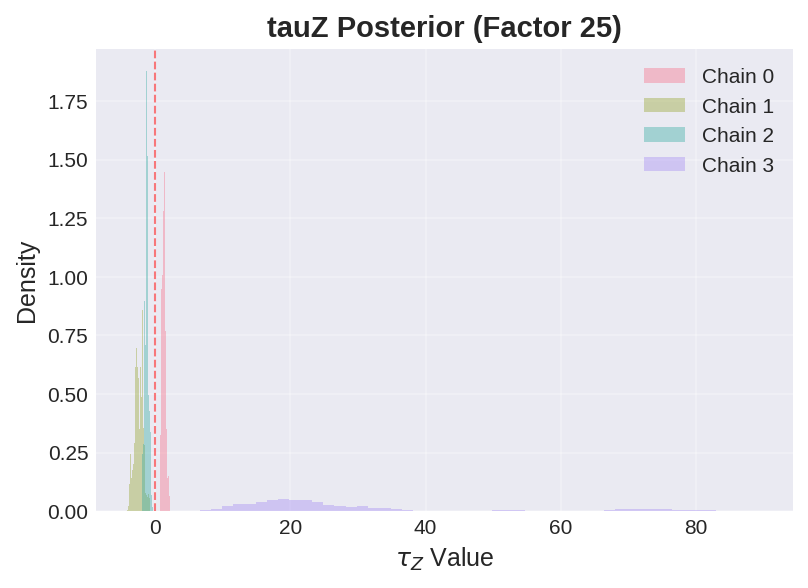 tauZ Posterior (Factor 25)
Chain 0
Chain 1
Chain 2
Chain 3
Density
1.75
1.50
1.25
1.00
0.75
0.50
0.25
0.00
0 20 40 60 80
τ_Z Value